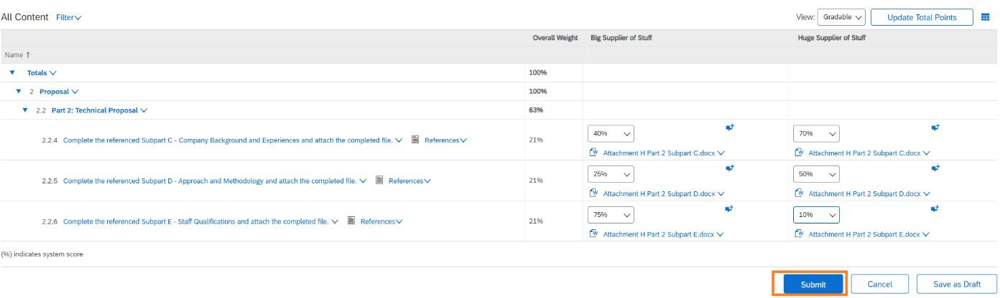 All Content Filter View: Gradable Update Total Points
Overall Weight Big Supplier of Stuff Huge Supplier of Stuff
Name ↑
Totals 100%
2 Proposal 100%
2.2 Part 2: Technical Proposal 63%
2.2.4 Complete the referenced Subpart C - Company Background and Experiences and attach the completed file. References 21% 40% 70%
Attachment H Part 2 Subpart C.docx Attachment H Part 2 Subpart C.docx
2.2.5 Complete the referenced Subpart D - Approach and Methodology and attach the completed file. References 21% 25% 50%
Attachment H Part 2 Subpart D.docx Attachment H Part 2 Subpart D.docx
2.2.6 Complete the referenced Subpart E - Staff Qualifications and attach the completed file. References 21% 75% 10%
Attachment H Part 2 Subpart E.docx Attachment H Part 2 Subpart E.docx
(%) indicates system score
Submit Cancel Save as Draft